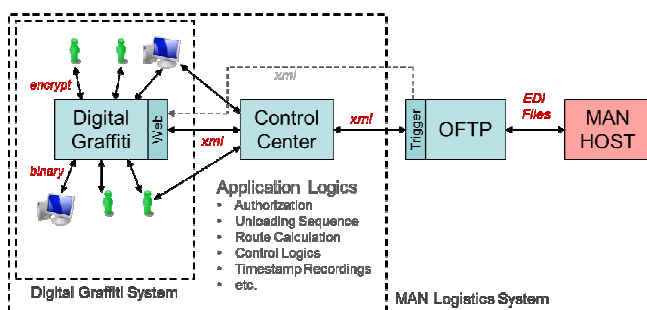 xml
encrypt
Digital
Graffiti
Web
xml
Control
Center
xml
Trigger
OFTP
EDI
Files
MAN
HOST
binary
Application Logics
• Authorization
• Unloading Sequence
• Route Calculation
• Control Logics
• Timestamp Recordings
• etc.
Digital Graffiti System
MAN Logistics System